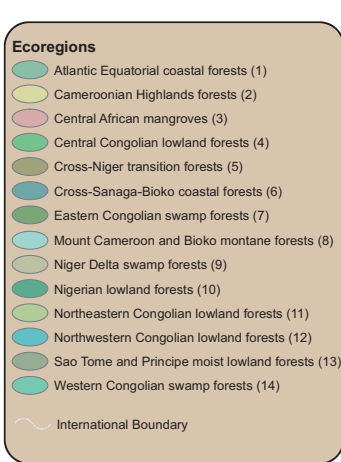 Ecoregions
Atlantic Equatorial coastal forests (1)
Cameroonian Highlands forests (2)
Central African mangroves (3)
Central Congolian lowland forests (4)
Cross-Niger transition forests (5)
Cross-Sanaga-Bioko coastal forests (6)
Eastern Congolian swamp forests (7)
Mount Cameroon and Bioko montane forests (8)
Niger Delta swamp forests (9)
Nigerian lowland forests (10)
Northeastern Congolian lowland forests (11)
Northwestern Congolian lowland forests (12)
Sao Tome and Principe moist lowland forests (13)
Western Congolian swamp forests (14)
International Boundary